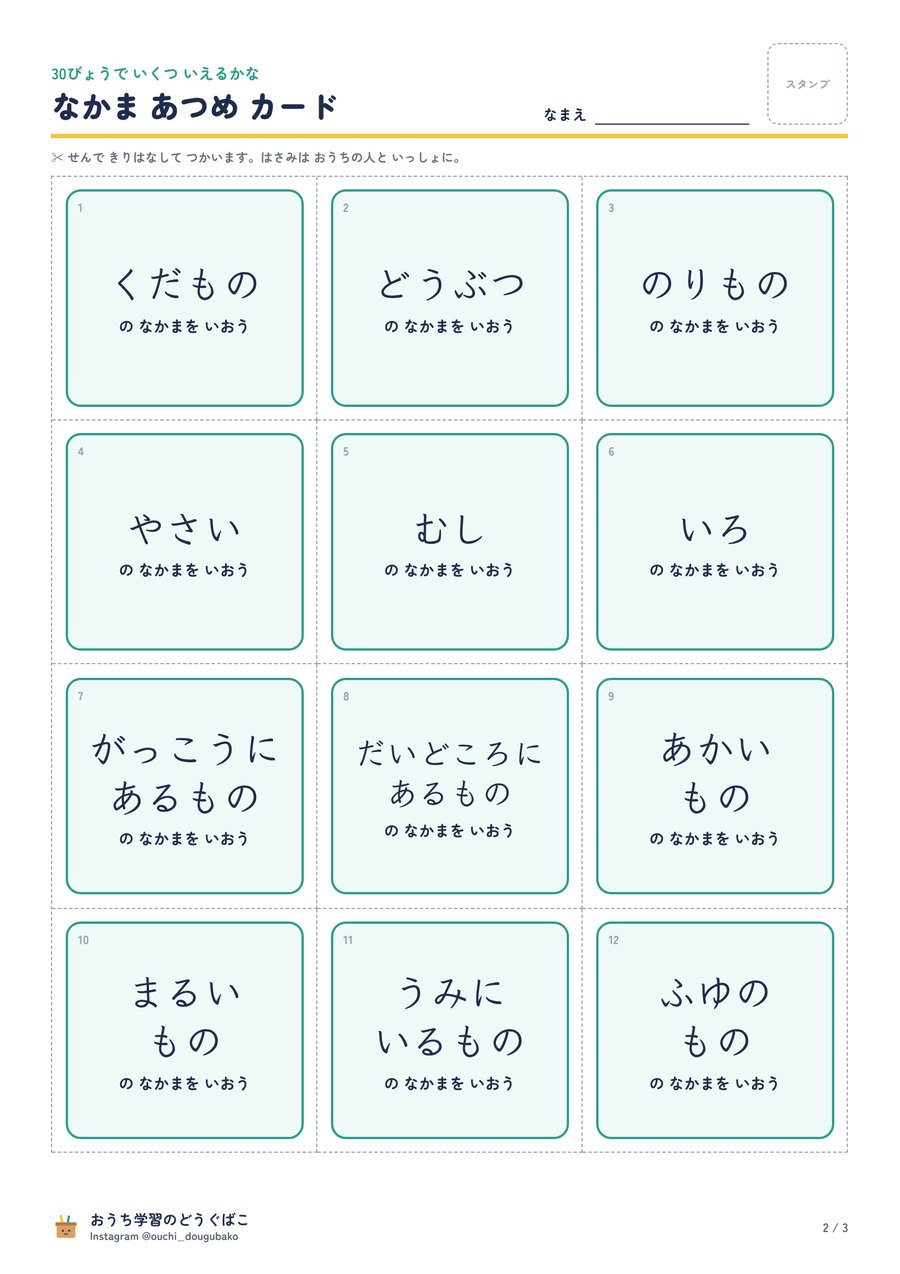 30びょうで いくつ いえるかな
なかま あつめ カード
なまえ
スタンプ
✂ せんで きりはなして つかいます。はさみは おうちの人と いっしょに。
1
くだもの
の なかまを いおう
2
どうぶつ
の なかまを いおう
3
のりもの
の なかまを いおう
4
やさい
の なかまを いおう
5
むし
の なかまを いおう
6
いろ
の なかまを いおう
7
がっこうに
あるもの
の なかまを いおう
8
だいどころに
あるもの
の なかまを いおう
9
あかい
もの
の なかまを いおう
10
まるい
もの
の なかまを いおう
11
うみに
いるもの
の なかまを いおう
12
ふゆの
もの
の なかまを いおう
おうち学習のどうぐばこ
Instagram @ouchi_dougubako
2 / 3